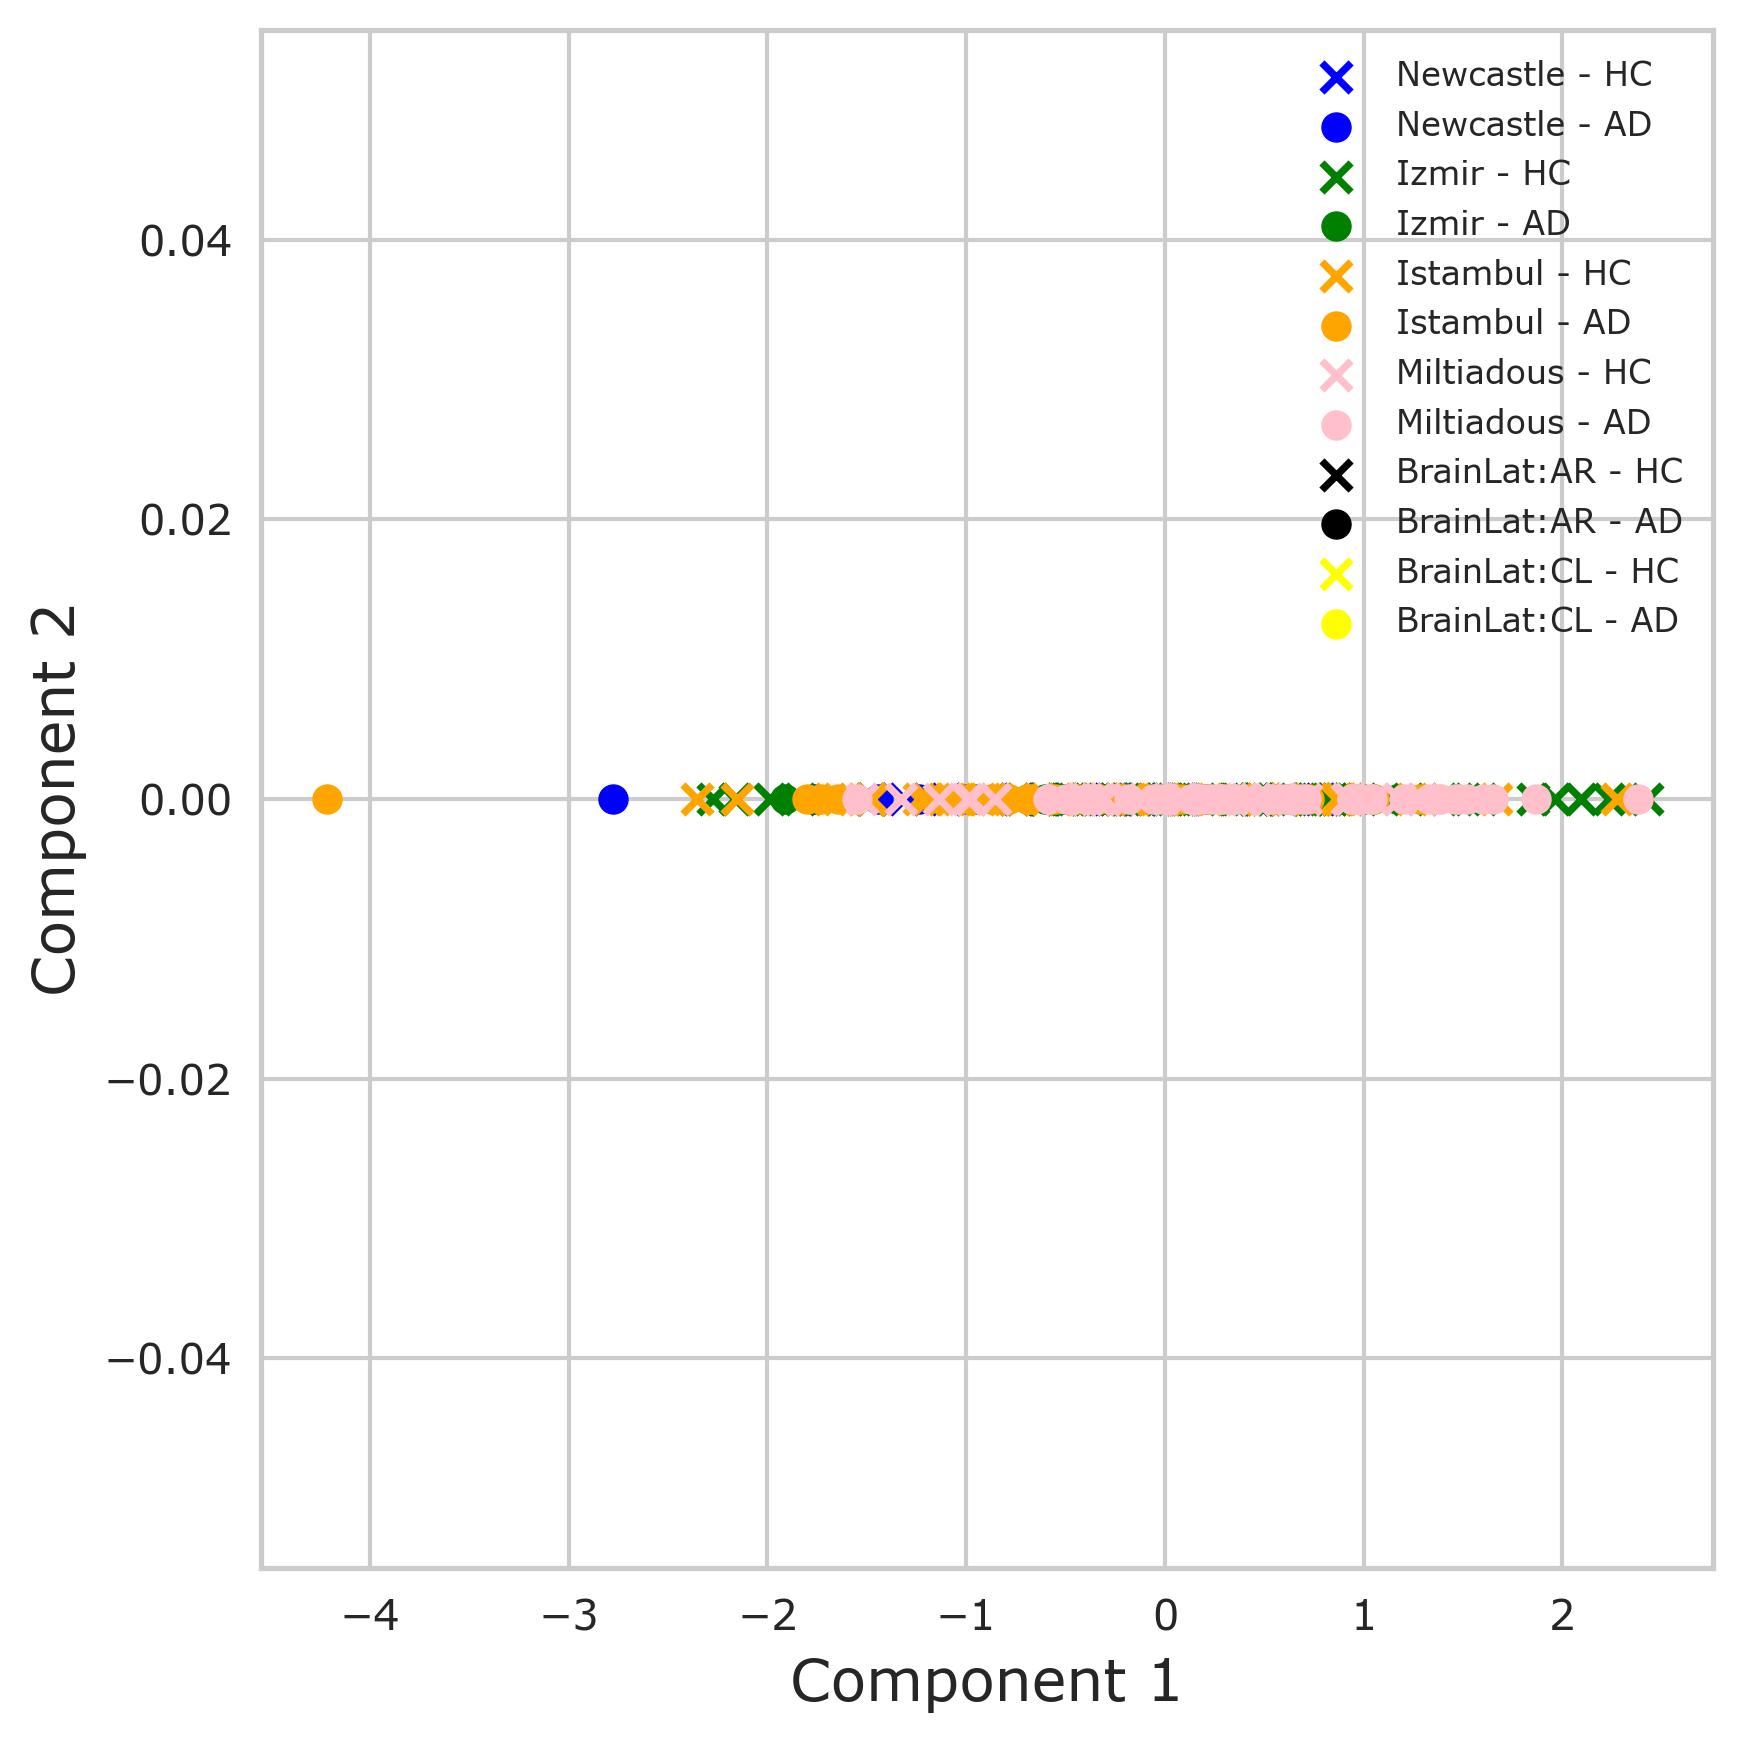 Newcastle - HC
Newcastle - AD
Izmir - HC
Izmir - AD
Istambul - HC
Istambul - AD
Miltiadous - HC
Miltiadous - AD
BrainLat:AR - HC
BrainLat:AR - AD
BrainLat:CL - HC
BrainLat:CL - AD
0.04
0.02
0.00
−0.02
−0.04
Component 2
−4 −3 −2 −1 0 1 2
Component 1